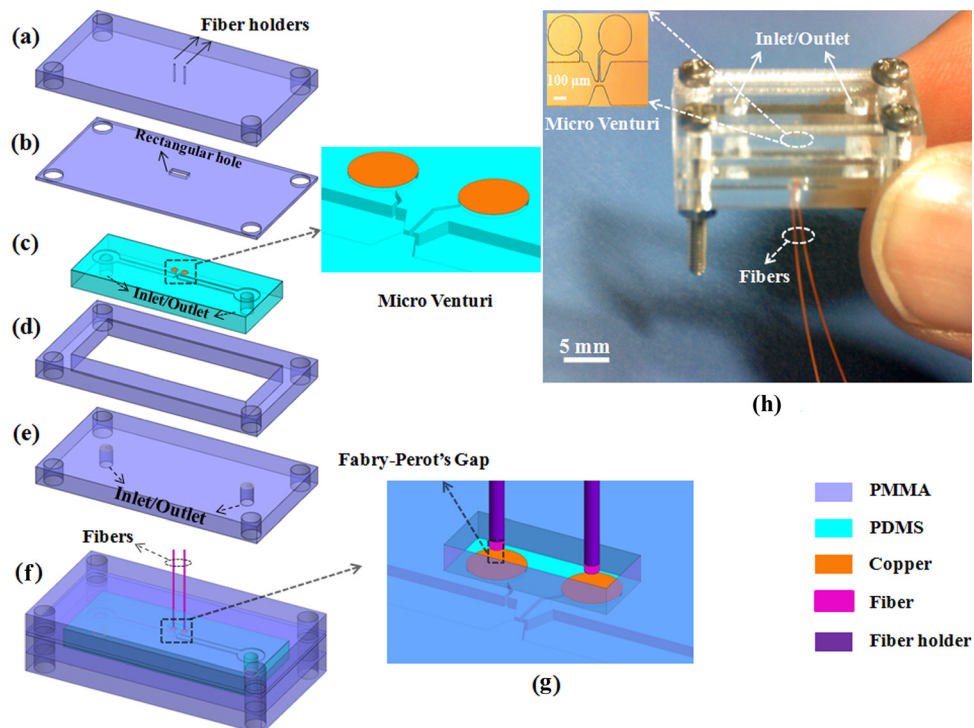 (a)
Fiber holders
(b)
Rectangular hole
(c)
Inlet/Outlet
Micro Venturi
(d)
(e)
Inlet/Outlet
Fibers
(f)
Fabry-Perot's Gap
(g)
100 μm
Micro Venturi
Inlet/Outlet
Fibers
5 mm
(h)
PMMA
PDMS
Copper
Fiber
Fiber holder